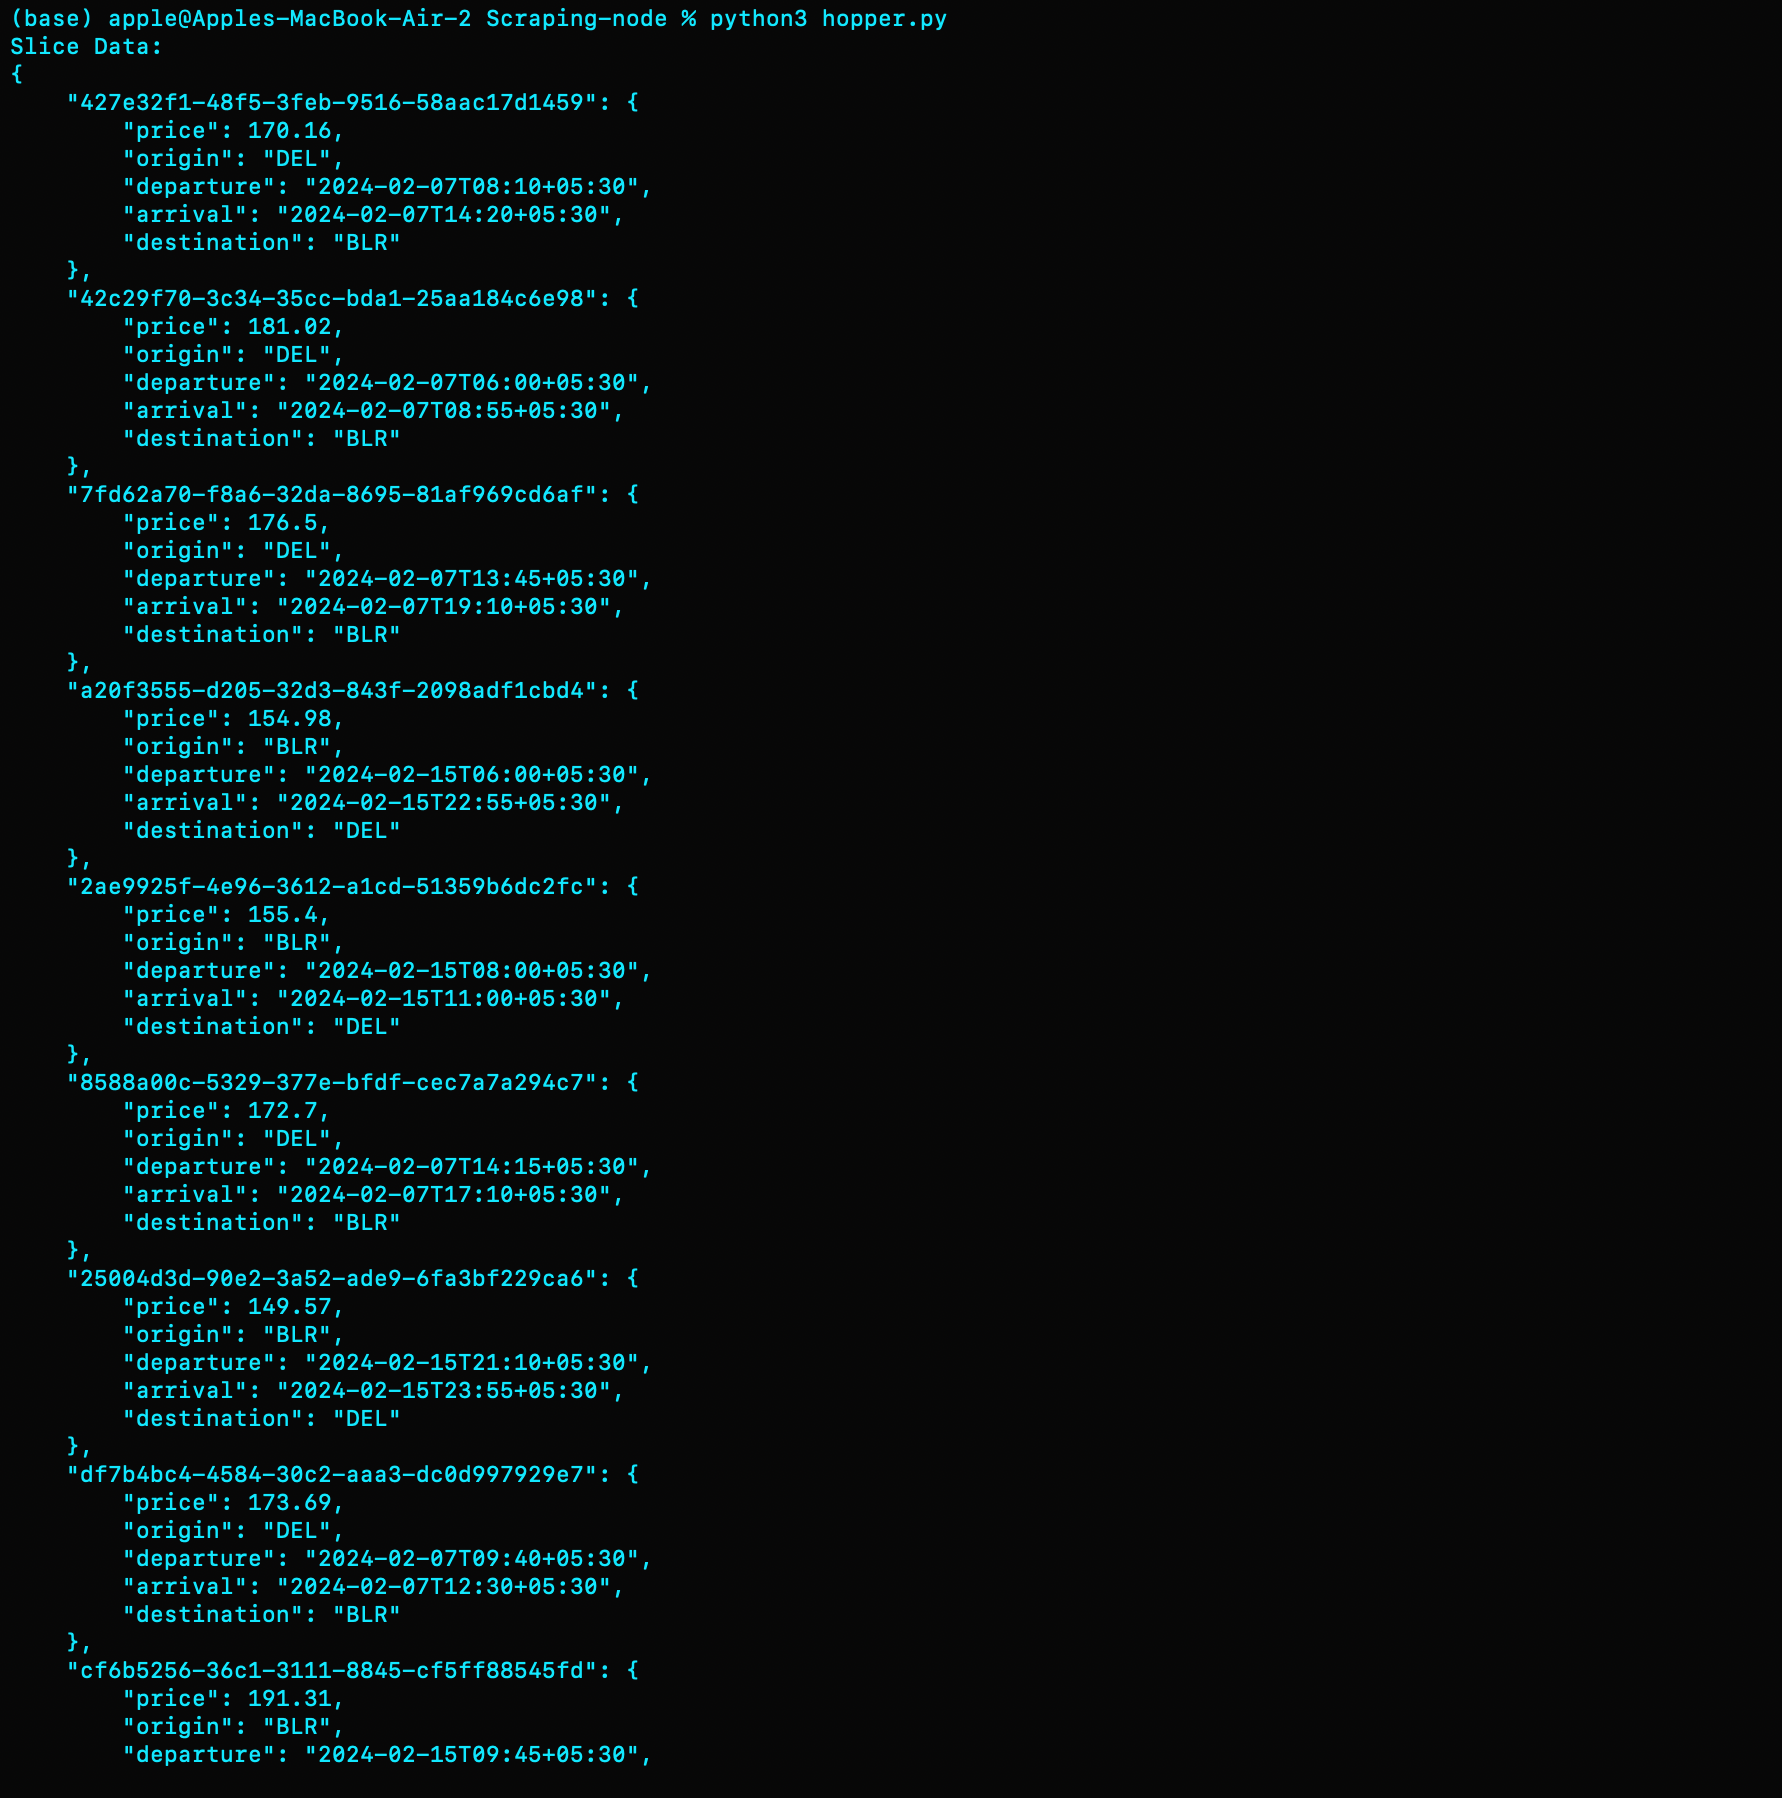 (base) apple@Apples-MacBook-Air-2 Scraping-node % python3 hopper.py
Slice Data:
{
    "427e32f1-48f5-3feb-9516-58aac17d1459": {
        "price": 170.16,
        "origin": "DEL",
        "departure": "2024-02-07T08:10+05:30",
        "arrival": "2024-02-07T14:20+05:30",
        "destination": "BLR"
    },
    "42c29f70-3c34-35cc-bda1-25aa184c6e98": {
        "price": 181.02,
        "origin": "DEL",
        "departure": "2024-02-07T06:00+05:30",
        "arrival": "2024-02-07T08:55+05:30",
        "destination": "BLR"
    },
    "7fd62a70-f8a6-32da-8695-81af969cd6af": {
        "price": 176.5,
        "origin": "DEL",
        "departure": "2024-02-07T13:45+05:30",
        "arrival": "2024-02-07T19:10+05:30",
        "destination": "BLR"
    },
    "a20f3555-d205-32d3-843f-2098adf1cbd4": {
        "price": 154.98,
        "origin": "BLR",
        "departure": "2024-02-15T06:00+05:30",
        "arrival": "2024-02-15T22:55+05:30",
        "destination": "DEL"
    },
    "2ae9925f-4e96-3612-a1cd-51359b6dc2fc": {
        "price": 155.4,
        "origin": "BLR",
        "departure": "2024-02-15T08:00+05:30",
        "arrival": "2024-02-15T11:00+05:30",
        "destination": "DEL"
    },
    "8588a00c-5329-377e-bfdf-cec7a7a294c7": {
        "price": 172.7,
        "origin": "DEL",
        "departure": "2024-02-07T14:15+05:30",
        "arrival": "2024-02-07T17:10+05:30",
        "destination": "BLR"
    },
    "25004d3d-90e2-3a52-ade9-6fa3bf229ca6": {
        "price": 149.57,
        "origin": "BLR",
        "departure": "2024-02-15T21:10+05:30",
        "arrival": "2024-02-15T23:55+05:30",
        "destination": "DEL"
    },
    "df7b4bc4-4584-30c2-aaa3-dc0d997929e7": {
        "price": 173.69,
        "origin": "DEL",
        "departure": "2024-02-07T09:40+05:30",
        "arrival": "2024-02-07T12:30+05:30",
        "destination": "BLR"
    },
    "cf6b5256-36c1-3111-8845-cf5ff88545fd": {
        "price": 191.31,
        "origin": "BLR",
        "departure": "2024-02-15T09:45+05:30",